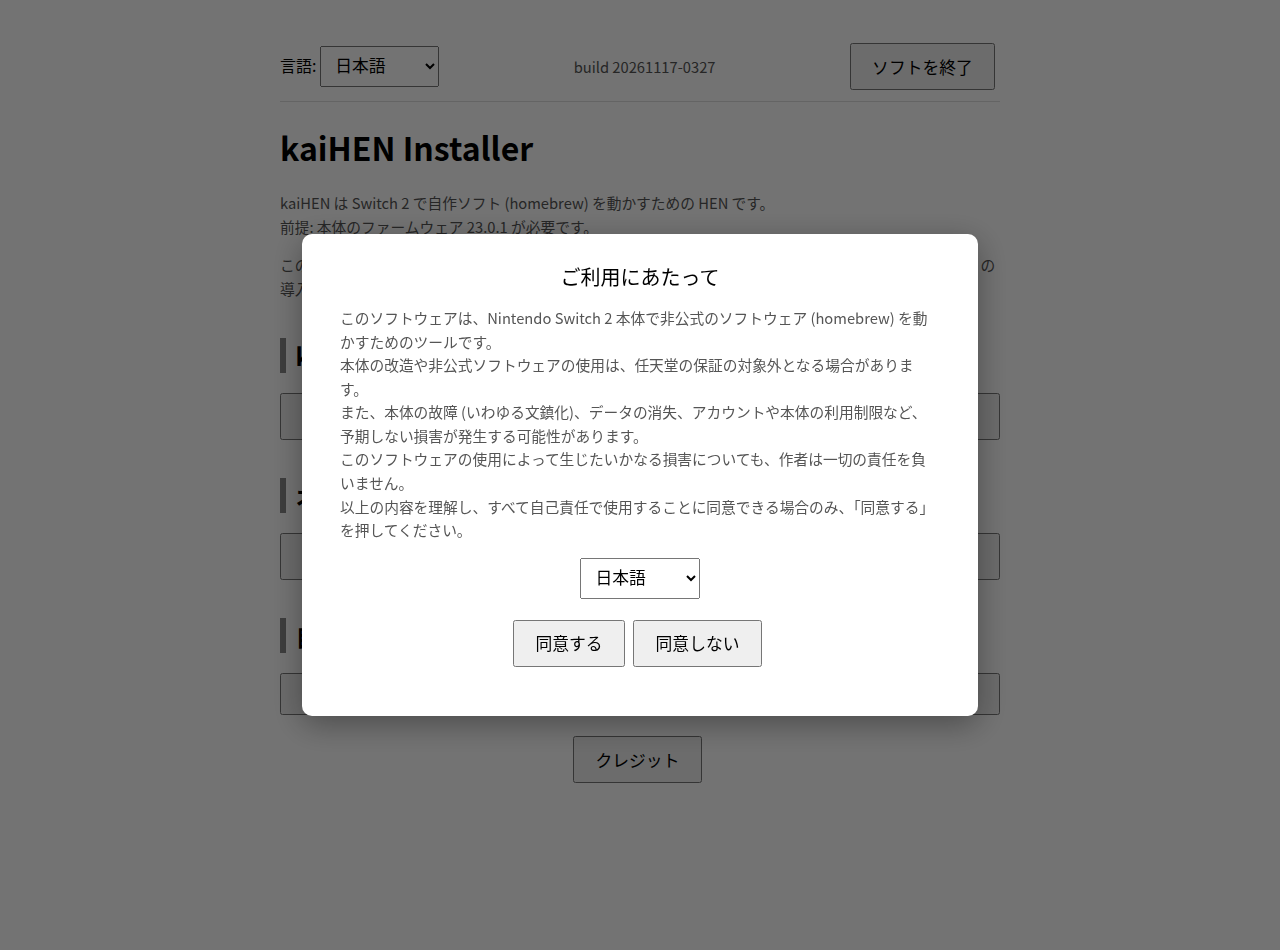 言語: 日本語 build 20261117-0327 ソフトを終了
kaiHEN Installer
kaiHEN は Switch 2 で自作ソフト (homebrew) を動かすための HEN です。
前提: 本体のファームウェア 23.0.1 が必要です。
この
の
導入
ご利用にあたって
このソフトウェアは、Nintendo Switch 2 本体で非公式のソフトウェア (homebrew) を動
かすためのツールです。
本体の改造や非公式ソフトウェアの使用は、任天堂の保証の対象外となる場合がありま
す。
また、本体の故障 (いわゆる文鎮化)、データの消失、アカウントや本体の利用制限など、
予期しない損害が発生する可能性があります。
このソフトウェアの使用によって生じたいかなる損害についても、作者は一切の責任を負
いません。
以上の内容を理解し、すべて自己責任で使用することに同意できる場合のみ、「同意する」
を押してください。
日本語
同意する 同意しない
クレジット